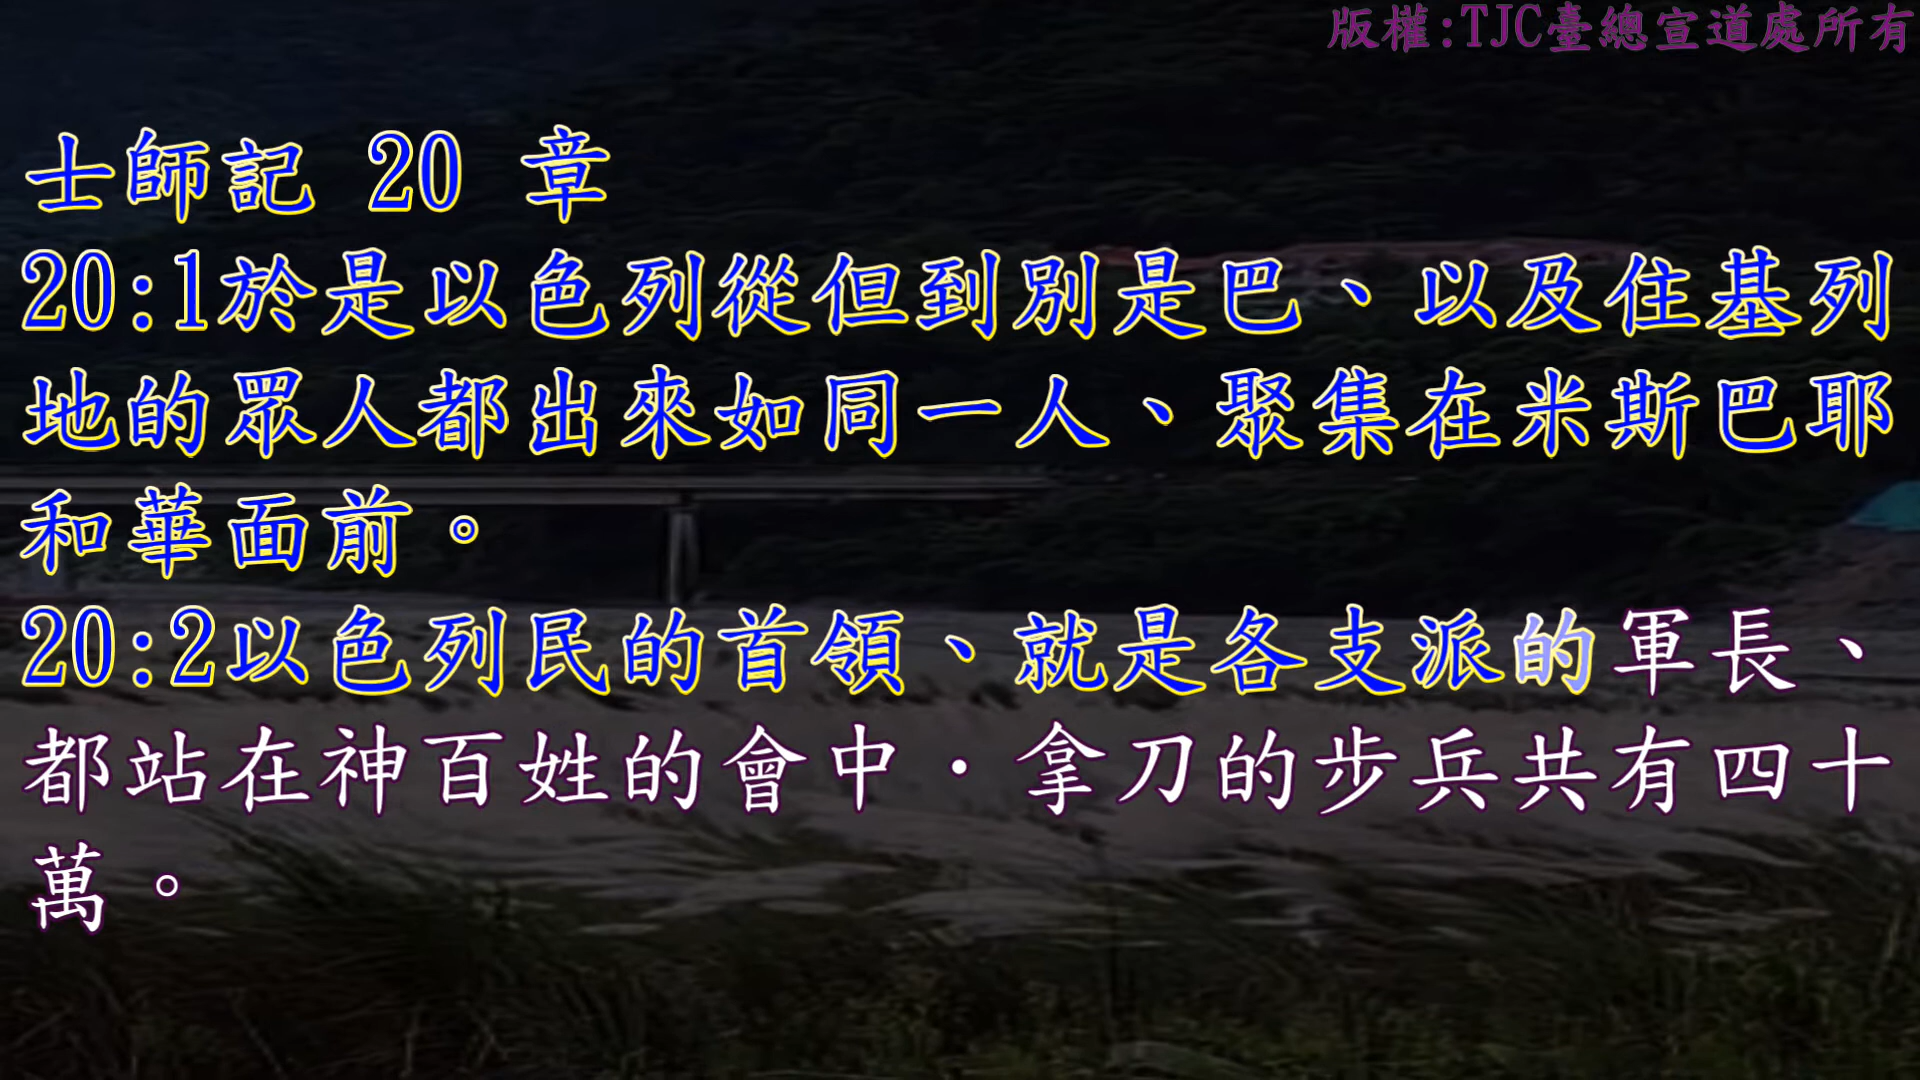 版權:TJC臺總宣道處所有
士師記 20 章
20:1於是以色列從但到別是巴、以及住基列
地的眾人都出來如同一人、聚集在米斯巴耶
和華面前。
20:2以色列民的首領、就是各支派的軍長、
都站在神百姓的會中．拿刀的步兵共有四十
萬。